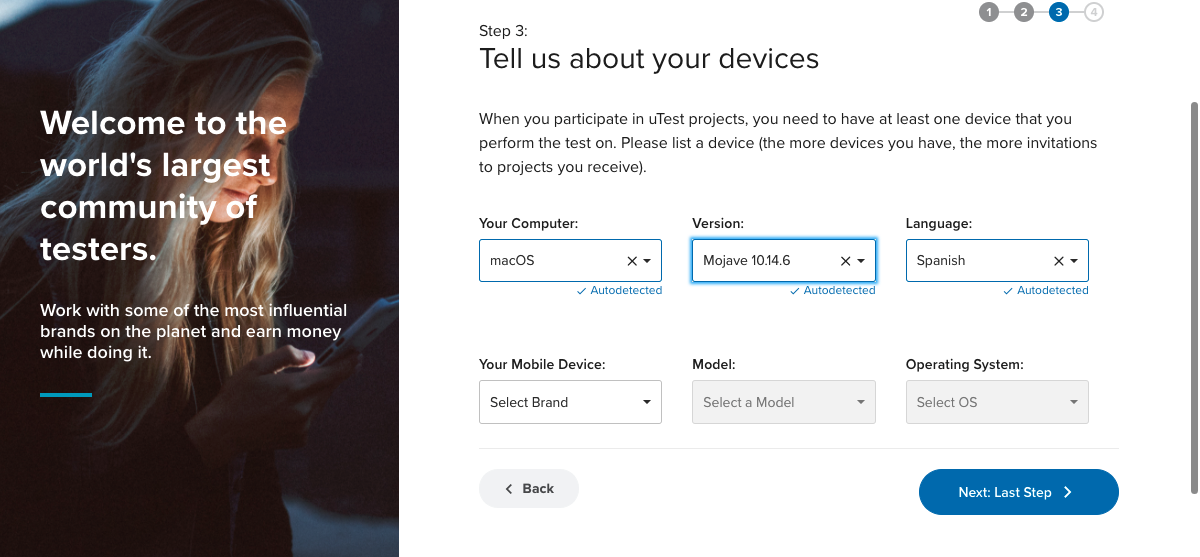 Welcome to the
world's largest
community of
testers.
Work with some of the most influential
brands on the planet and earn money
while doing it.
1 2 3 4
Step 3:
Tell us about your devices
When you participate in uTest projects, you need to have at least one device that you
perform the test on. Please list a device (the more devices you have, the more invitations
to projects you receive).
Your Computer: Version: Language:
macOS Mojave 10.14.6 Spanish
Autodetected Autodetected Autodetected
Your Mobile Device: Model: Operating System:
Select Brand Select a Model Select OS
Back Next: Last Step